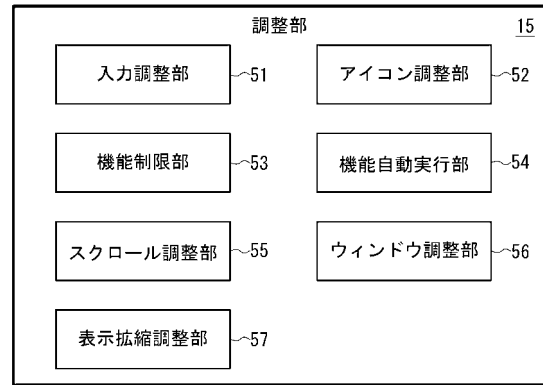 調整部 15
入力調整部 51
アイコン調整部 52
機能制限部 53
機能自動実行部 54
スクロール調整部 55
ウィンドウ調整部 56
表示拡縮調整部 57